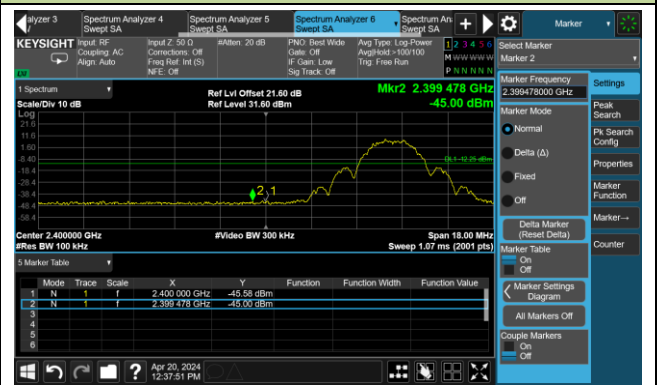 alyzer 3
/
Spectrum Analyzer 4
Swept SA
Spectrum Analyzer 5
Swept SA
Spectrum Analyzer 6
Swept SA
Spectrum An
Swept SA
Marker
KEYSIGHT
Input: RF
Coupling: AC
Align: Auto
Input Z: 50 Ω
Corrections: Off
Freq Ref: Int (S)
NFE: Off
#Atten: 20 dB
PNO: Best Wide
Gate: Off
IF Gain: Low
Sig Track: Off
Avg Type: Log-Power
Avg|Hold:>100/100
Trig: Free Run
1 2 3 4 5 6
M W W W W W
P N N N N N
Select Marker
Marker 2
1 Spectrum
Scale/Div 10 dB
Log
Ref Lvl Offset 21.60 dB
Ref Level 31.60 dBm
Mkr2 2.399 478 GHz
-45.00 dBm
21.6
11.6
1.60
-8.40
-18.4
-28.4
-38.4
-48.4
-58.4
DL1 -12.25 dBm
2
1
Center 2.400000 GHz
#Res BW 100 kHz
#Video BW 300 kHz
Span 18.00 MHz
Sweep 1.07 ms (2001 pts)
5 Marker Table
Mode Trace Scale X Y Function Function Width Function Value
1 N 1 f 2.400 000 GHz -45.58 dBm
2 N 1 f 2.399 478 GHz -45.00 dBm
3
4
5
6
Marker Frequency
2.399478000 GHz
Marker Mode
Normal
Delta (Δ)
Fixed
Off
Delta Marker
(Reset Delta)
Marker Table
On
Off
Marker Settings
Diagram
All Markers Off
Couple Markers
On
Off
Settings
Peak
Search
Pk Search
Config
Properties
Marker
Function
Marker→
Counter
?
Apr 20, 2024
12:37:51 PM